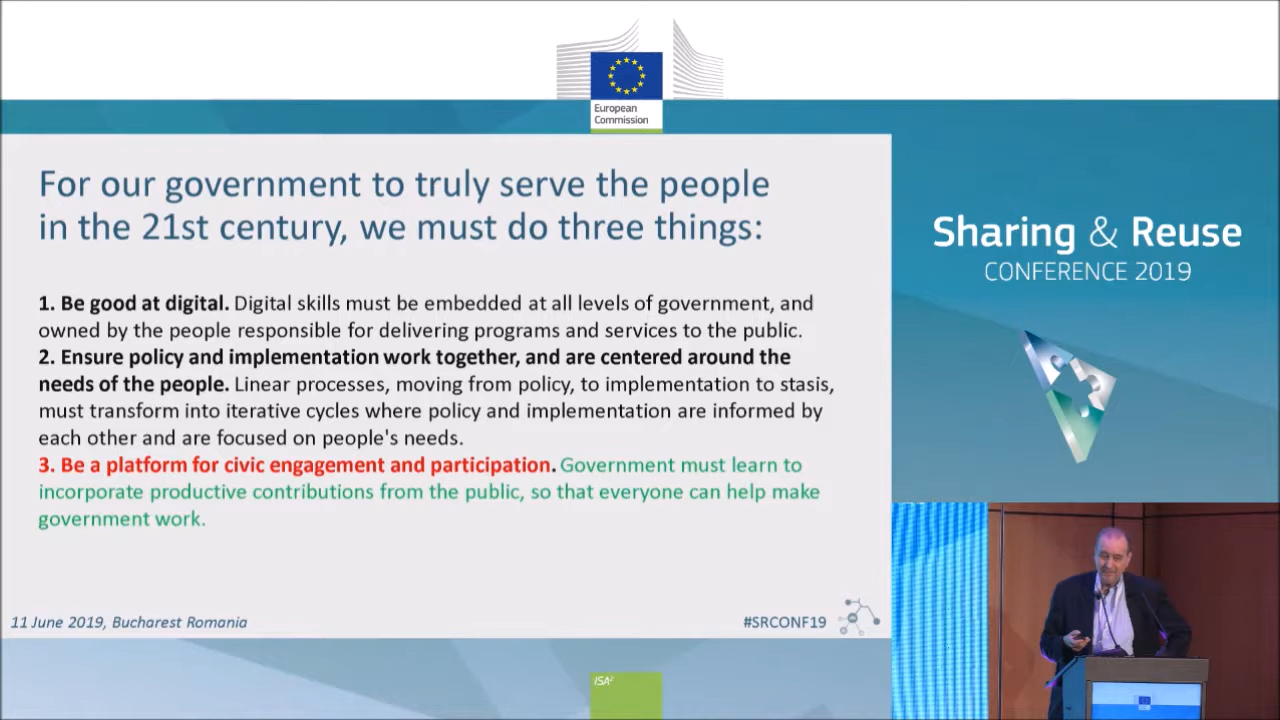 European
Commission
For our government to truly serve the people
in the 21st century, we must do three things:
1. Be good at digital. Digital skills must be embedded at all levels of government, and
owned by the people responsible for delivering programs and services to the public.
2. Ensure policy and implementation work together, and are centered around the
needs of the people. Linear processes, moving from policy, to implementation to stasis,
must transform into iterative cycles where policy and implementation are informed by
each other and are focused on people's needs.
3. Be a platform for civic engagement and participation. Government must learn to
incorporate productive contributions from the public, so that everyone can help make
government work.
11 June 2019, Bucharest Romania
#SRCONF19
Sharing & Reuse
CONFERENCE 2019
ISA²